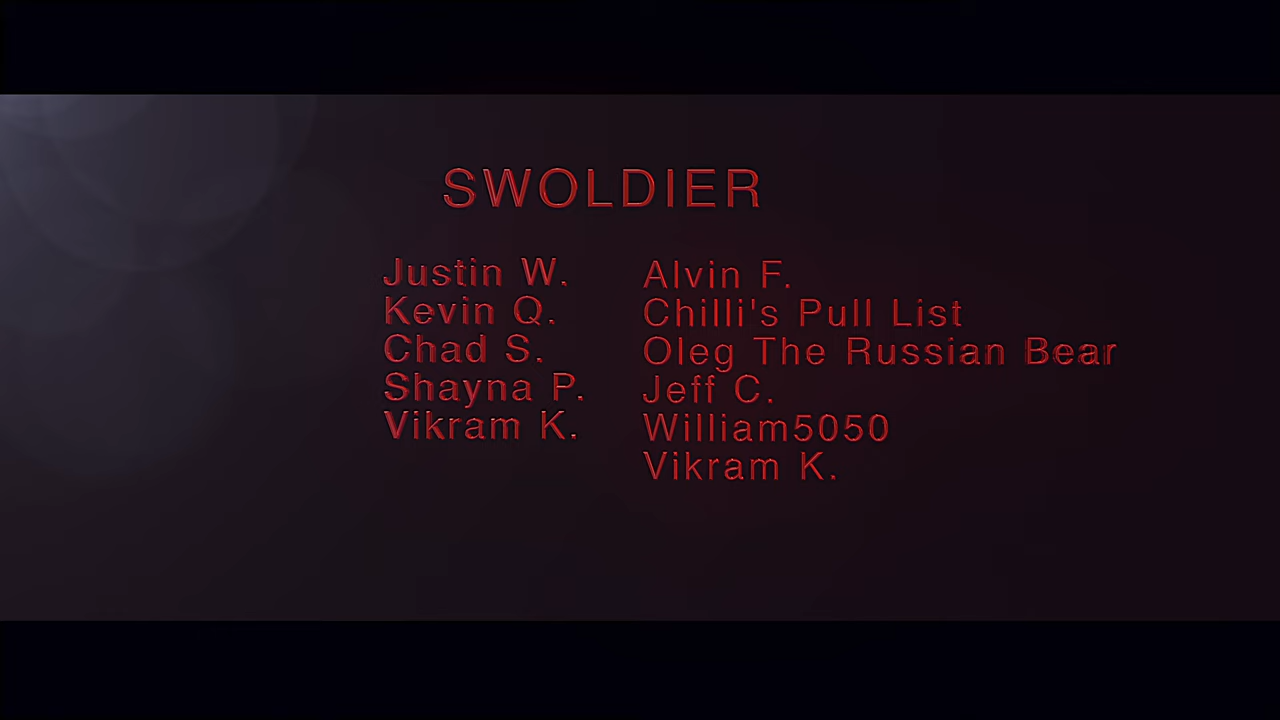 SWOLDIER
Justin W.
Kevin Q.
Chad S.
Shayna P.
Vikram K.
Alvin F.
Chilli's Pull List
Oleg The Russian Bear
Jeff C.
William5050
Vikram K.